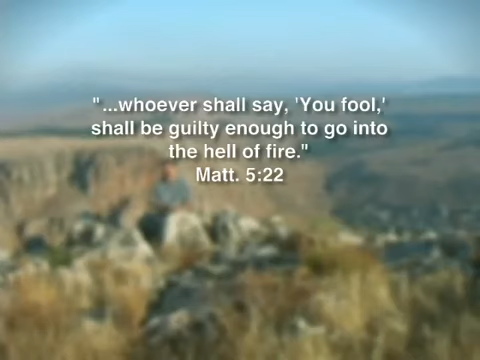 "...whoever shall say, 'You fool,'
shall be guilty enough to go into
the hell of fire."
Matt. 5:22